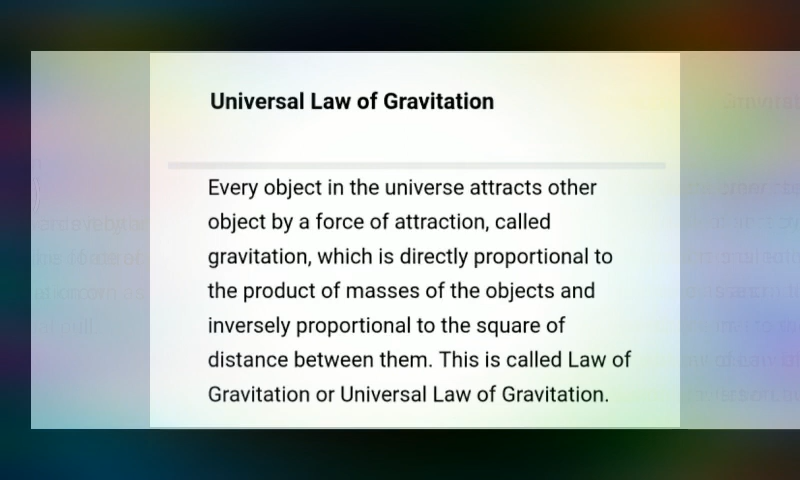 Universal Law of Gravitation
Every object in the universe attracts other
object by a force of attraction, called
gravitation, which is directly proportional to
the product of masses of the objects and
inversely proportional to the square of
distance between them. This is called Law of
Gravitation or Universal Law of Gravitation.